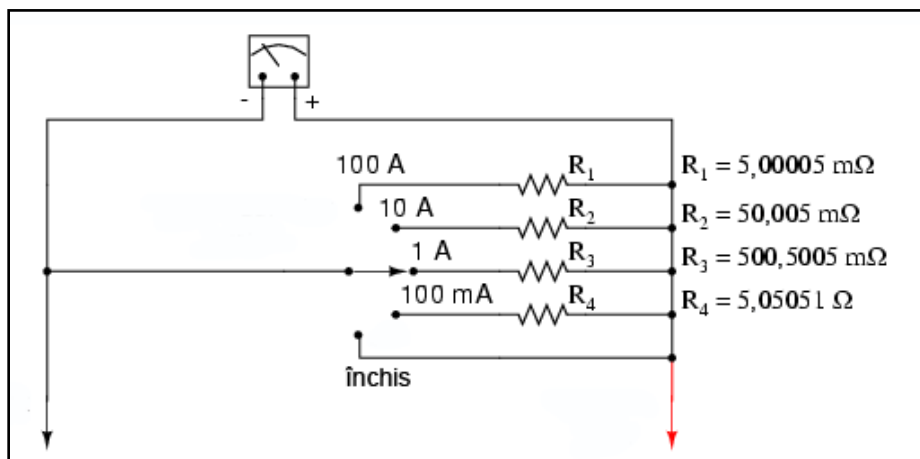 - +
100 A R₁ R₁ = 5,00005 mΩ
10 A R₂ R₂ = 50,005 mΩ
1 A R₃ R₃ = 500,5005 mΩ
100 mA R₄ R₄ = 5,05051 Ω
închis